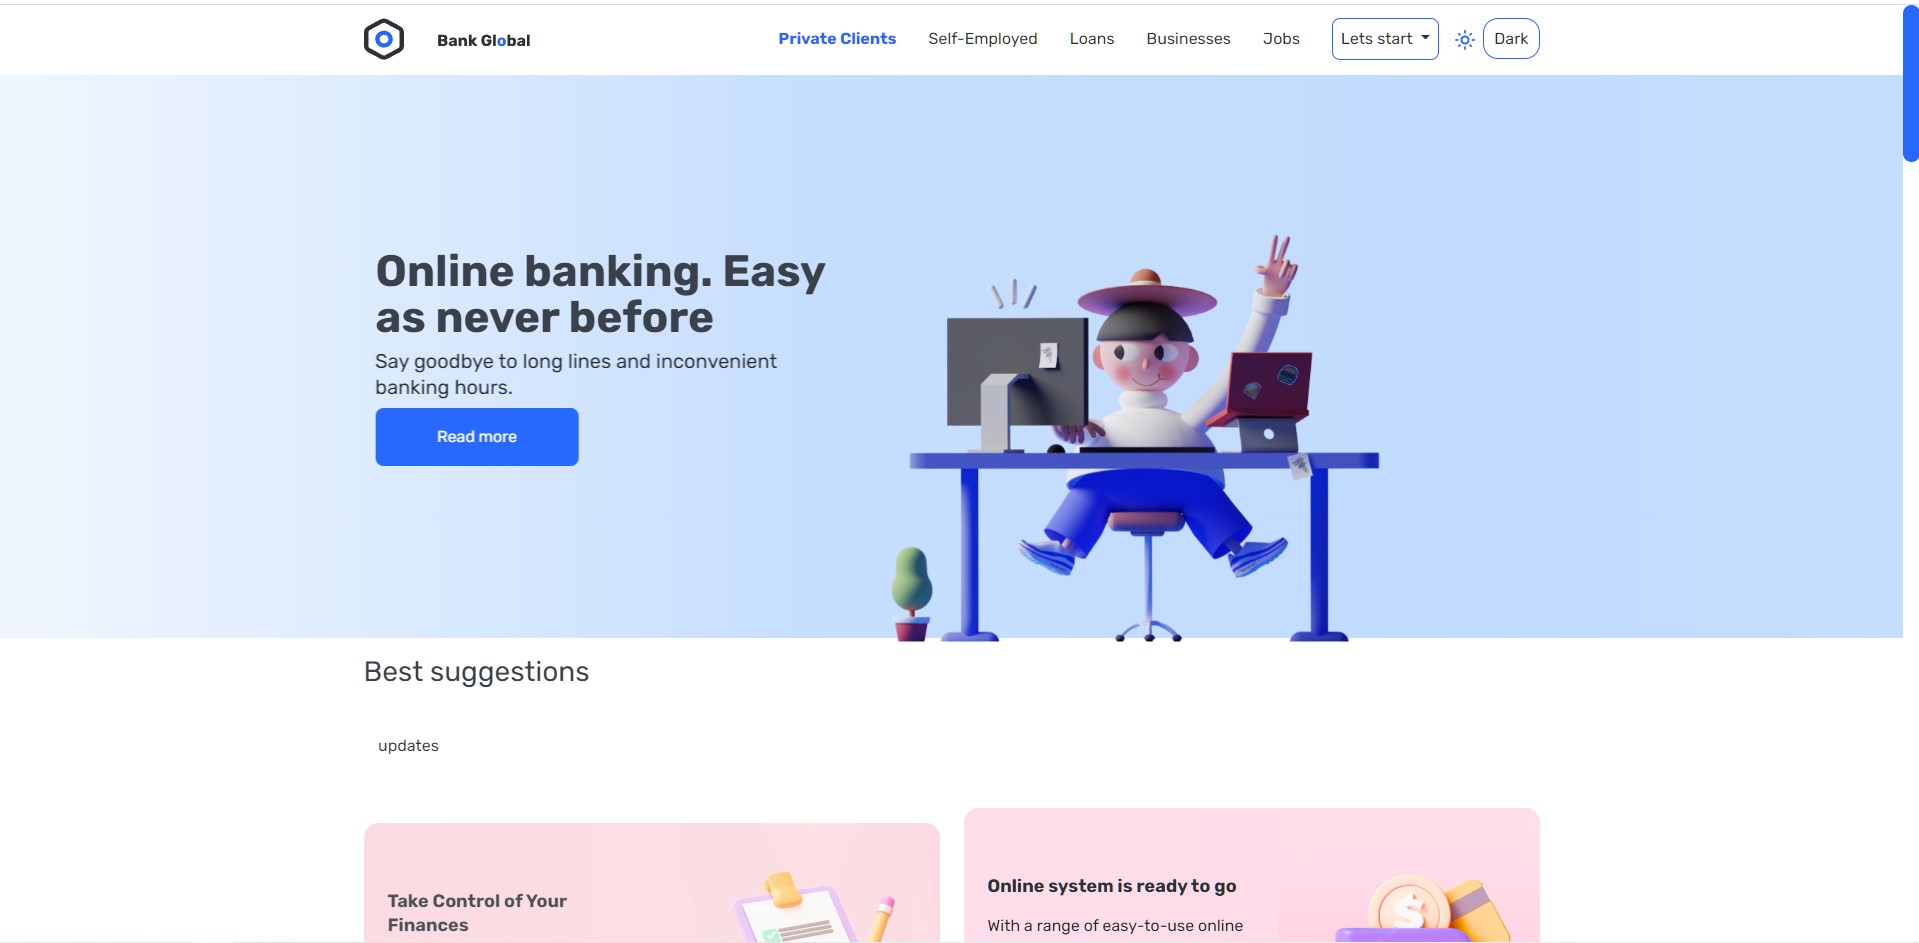 Bank Global
Private Clients
Self-Employed
Loans
Businesses
Jobs
Lets start
Dark
Online banking. Easy
as never before
Say goodbye to long lines and inconvenient
banking hours.
Read more
Best suggestions
updates
Take Control of Your
Finances
Online system is ready to go
With a range of easy-to-use online